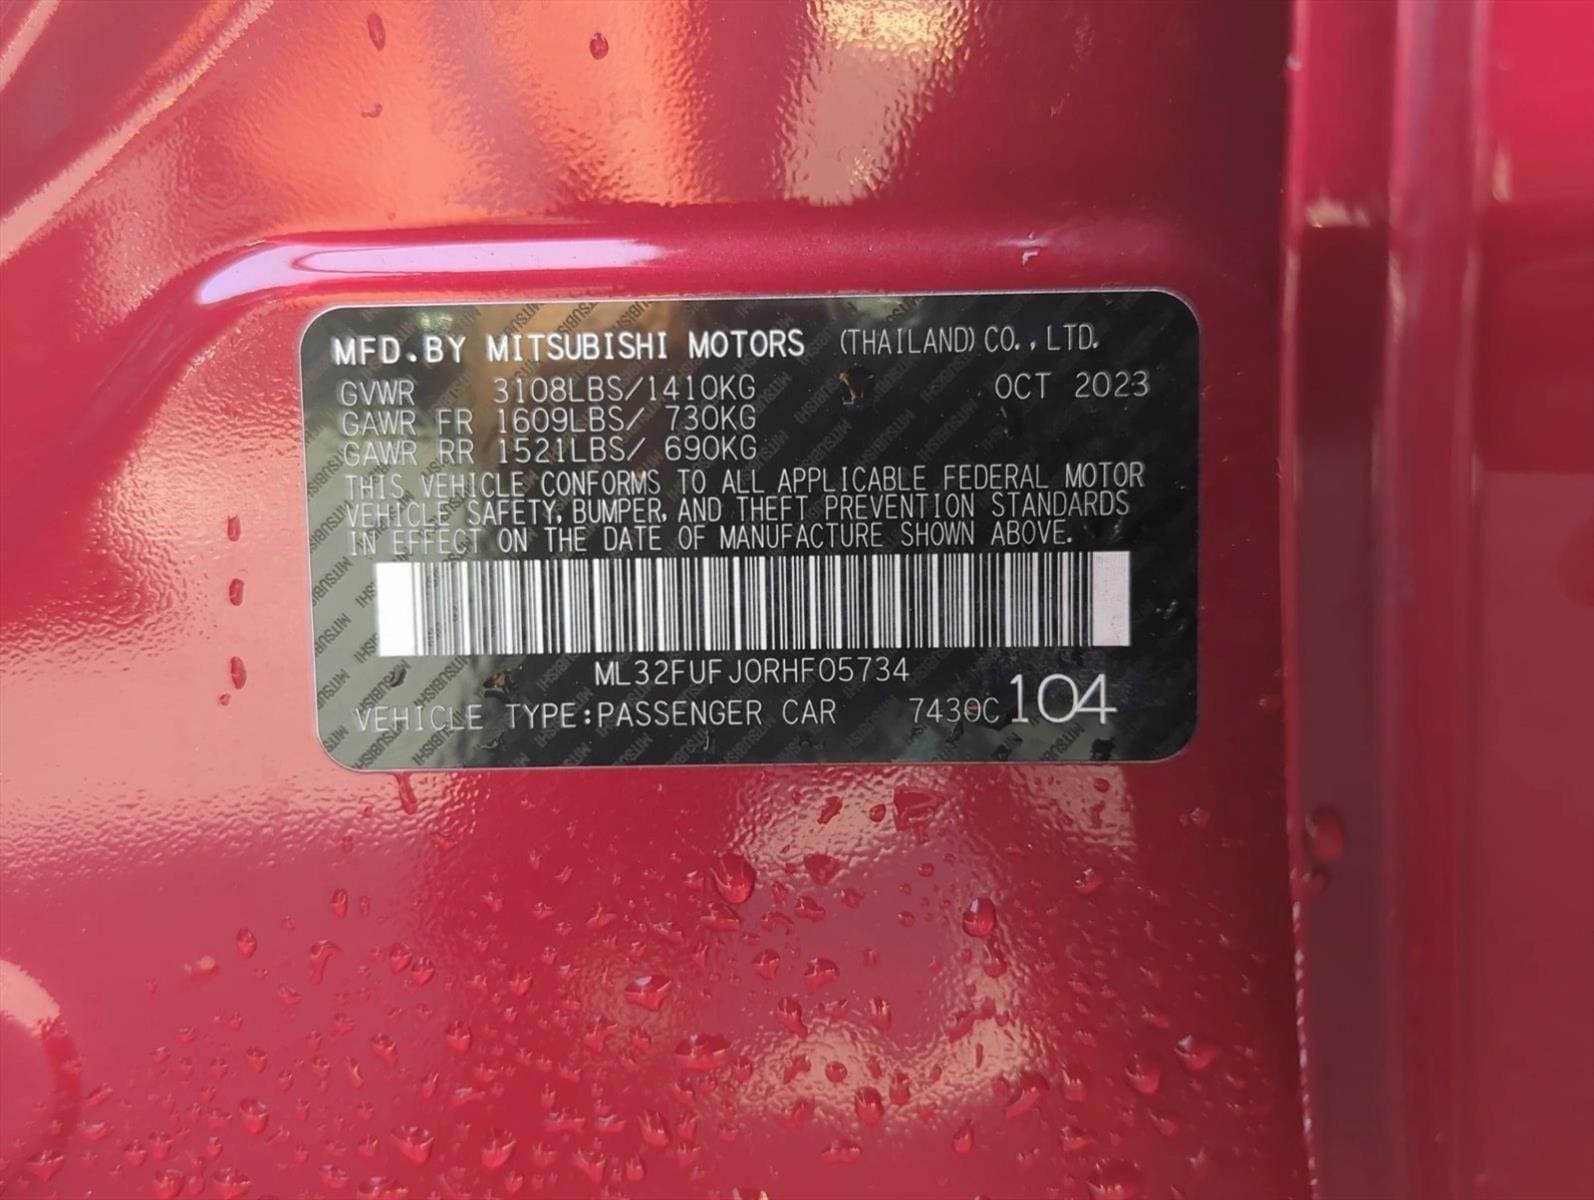 MFD.BY MITSUBISHI MOTORS (THAILAND) CO., LTD.
GVWR 3108LBS/1410KG OCT 2023
GAWR FR 1609LBS/ 730KG
GAWR RR 1521LBS/ 690KG
THIS VEHICLE CONFORMS TO ALL APPLICABLE FEDERAL MOTOR
VEHICLE SAFETY, BUMPER, AND THEFT PREVENTION STANDARDS
IN EFFECT ON THE DATE OF MANUFACTURE SHOWN ABOVE.
ML32FUFJ0RHF05734
VEHICLE TYPE:PASSENGER CAR 7430C 104